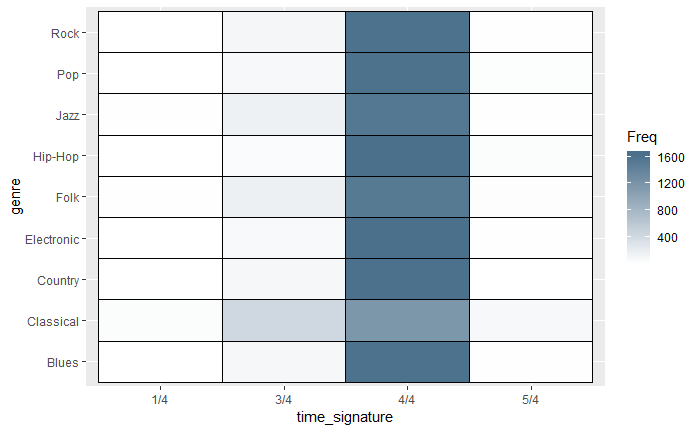 Rock
Pop
Jazz
Hip-Hop
Folk
Electronic
Country
Classical
Blues
genre
1/4 3/4 4/4 5/4
time_signature
Freq
1600
1200
800
400